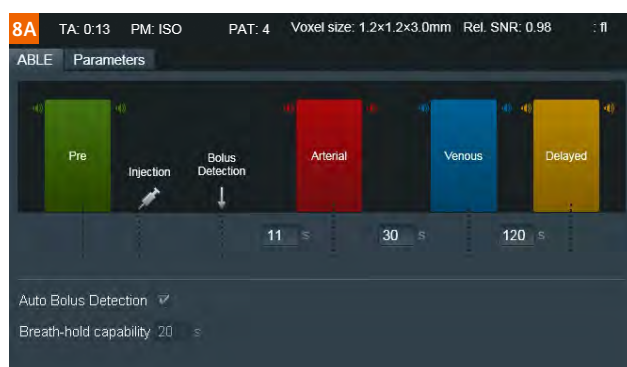 8A TA: 0:13 PM: ISO PAT: 4 Voxel size: 1.2×1.2×3.0mm Rel. SNR: 0.98 : fl
ABLE Parameters
Pre Injection Bolus Detection Arterial Venous Delayed
11 s 30 s 120 s
Auto Bolus Detection
Breath-hold capability 20 s